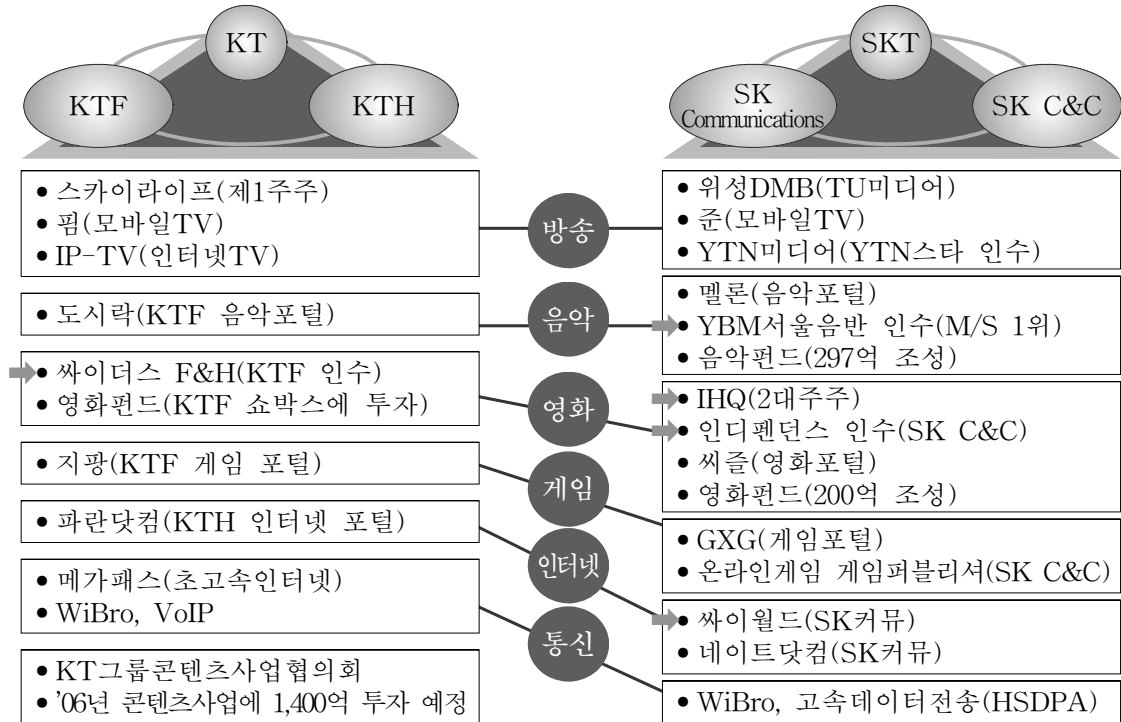 KT
KTF
KTH
SKT
SK
Communications
SK C&C
● 스카이라이프(제1주주)
● 핌(모바일TV)
● IP-TV(인터넷TV)
방송
● 위성DMB(TU미디어)
● 준(모바일TV)
● YTN미디어(YTN스타 인수)
● 도시락(KTF 음악포털)
음악
● 멜론(음악포털)
● YBM서울음반 인수(M/S 1위)
● 음악펀드(297억 조성)
● 싸이더스 F&H(KTF 인수)
● 영화펀드(KTF 쇼박스에 투자)
영화
● IHQ(2대주주)
● 인디펜던스 인수(SK C&C)
● 씨즐(영화포털)
● 영화펀드(200억 조성)
● 지팡(KTF 게임 포털)
게임
● GXG(게임포털)
● 온라인게임 게임퍼블리셔(SK C&C)
● 파란닷컴(KTH 인터넷 포털)
인터넷
● 싸이월드(SK커뮤)
● 네이트닷컴(SK커뮤)
● 메가패스(초고속인터넷)
● WiBro, VoIP
통신
● WiBro, 고속데이터전송(HSDPA)
● KT그룹콘텐츠사업협의회
● '06년 콘텐츠사업에 1,400억 투자 예정